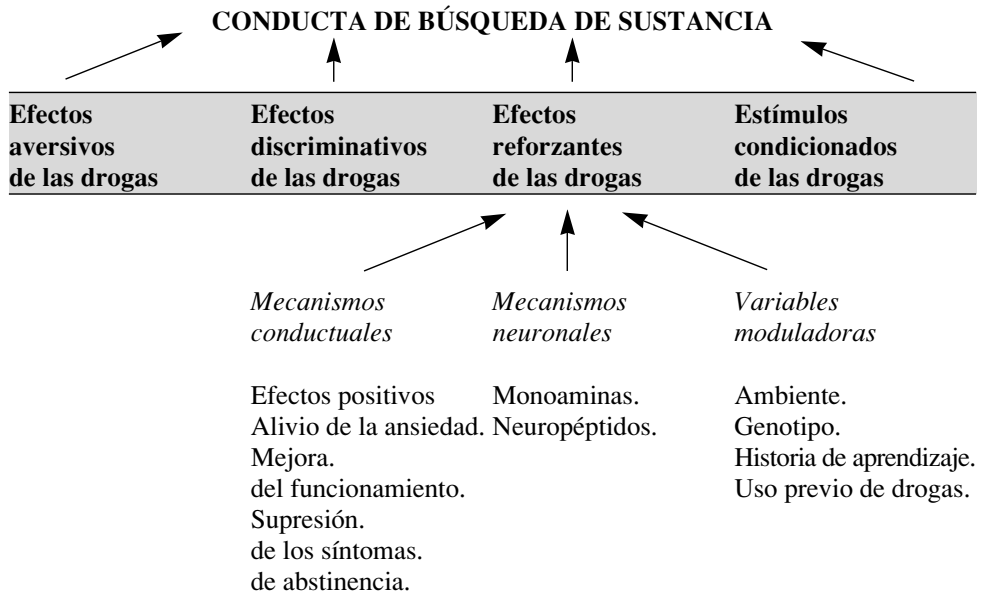 CONDUCTA DE BÚSQUEDA DE SUSTANCIA
Efectos
aversivos
de las drogas
Efectos
discriminativos
de las drogas
Efectos
reforzantes
de las drogas
Estímulos
condicionados
de las drogas
Mecanismos
conductuales
Efectos positivos
Alivio de la ansiedad.
Mejora.
del funcionamiento.
Supresión.
de los síntomas.
de abstinencia.
Mecanismos
neuronales
Monoaminas.
Neuropéptidos.
Variables
moduladoras
Ambiente.
Genotipo.
Historia de aprendizaje.
Uso previo de drogas.